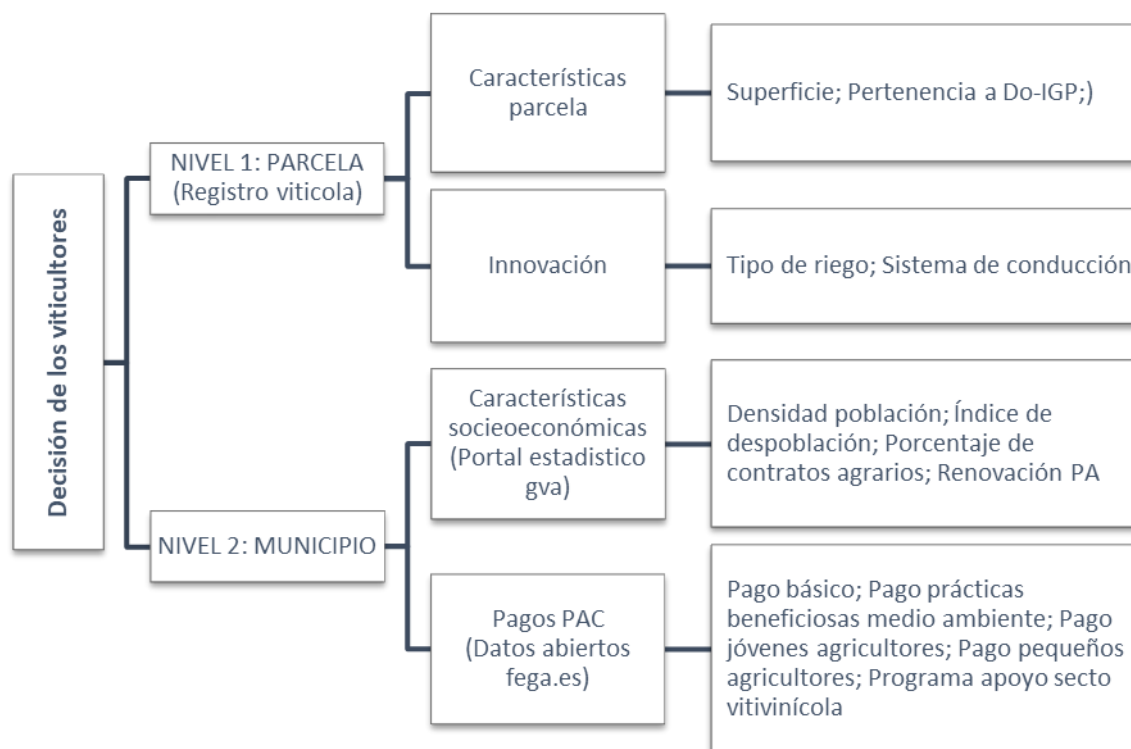 Decisión de los viticultores
NIVEL 1: PARCELA
(Registro viticola)
Características
parcela
Superficie; Pertenencia a Do-IGP;)
Innovación
Tipo de riego; Sistema de conducción
NIVEL 2: MUNICIPIO
Características
socieoeconómicas
(Portal estadistico
gva)
Densidad población; Índice de
despoblación; Porcentaje de
contratos agrarios; Renovación PA
Pagos PAC
(Datos abiertos
fega.es)
Pago básico; Pago prácticas
beneficiosas medio ambiente; Pago
jóvenes agricultores; Pago pequeños
agricultores; Programa apoyo secto
vitivinícola